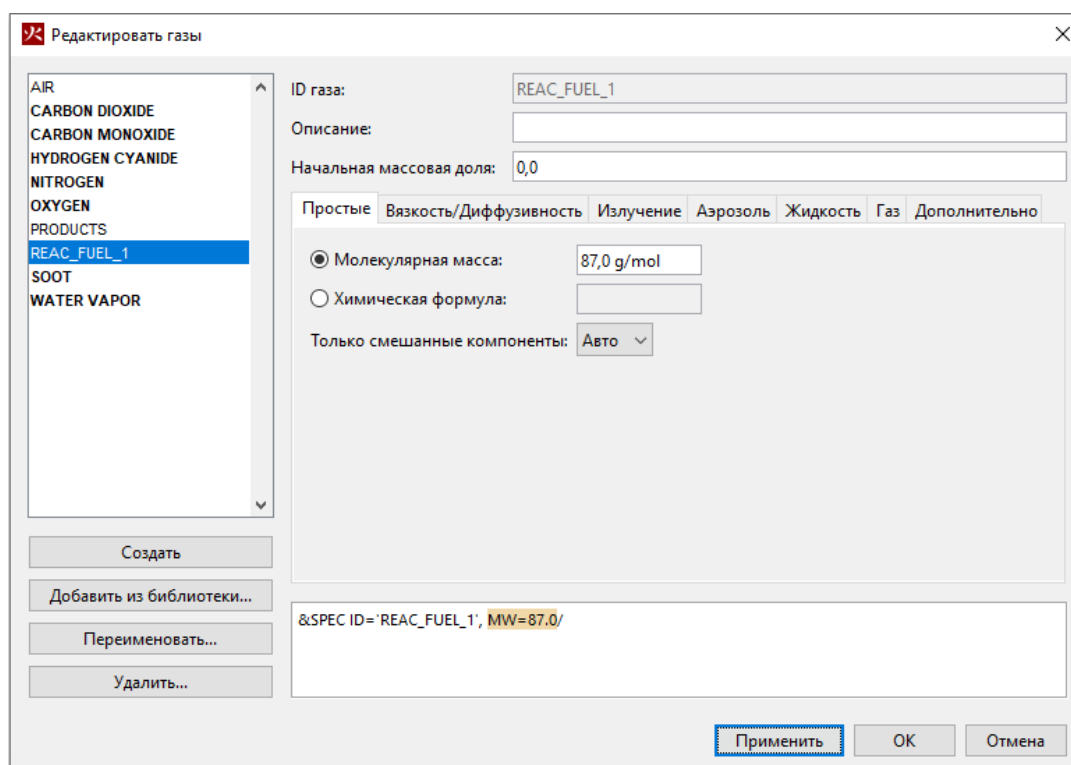 Редактировать газы
AIR
CARBON DIOXIDE
CARBON MONOXIDE
HYDROGEN CYANIDE
NITROGEN
OXYGEN
PRODUCTS
REAC_FUEL_1
SOOT
WATER VAPOR
Создать
Добавить из библиотеки...
Переименовать...
Удалить...
ID газа: REAC_FUEL_1
Описание:
Начальная массовая доля: 0,0
Простые Вязкость/Диффузивность Излучение Аэрозоль Жидкость Газ Дополнительно
Молекулярная масса: 87,0 g/mol
Химическая формула:
Только смешанные компоненты: Авто
&SPEC ID='REAC_FUEL_1', MW=87.0/
Применить OK Отмена